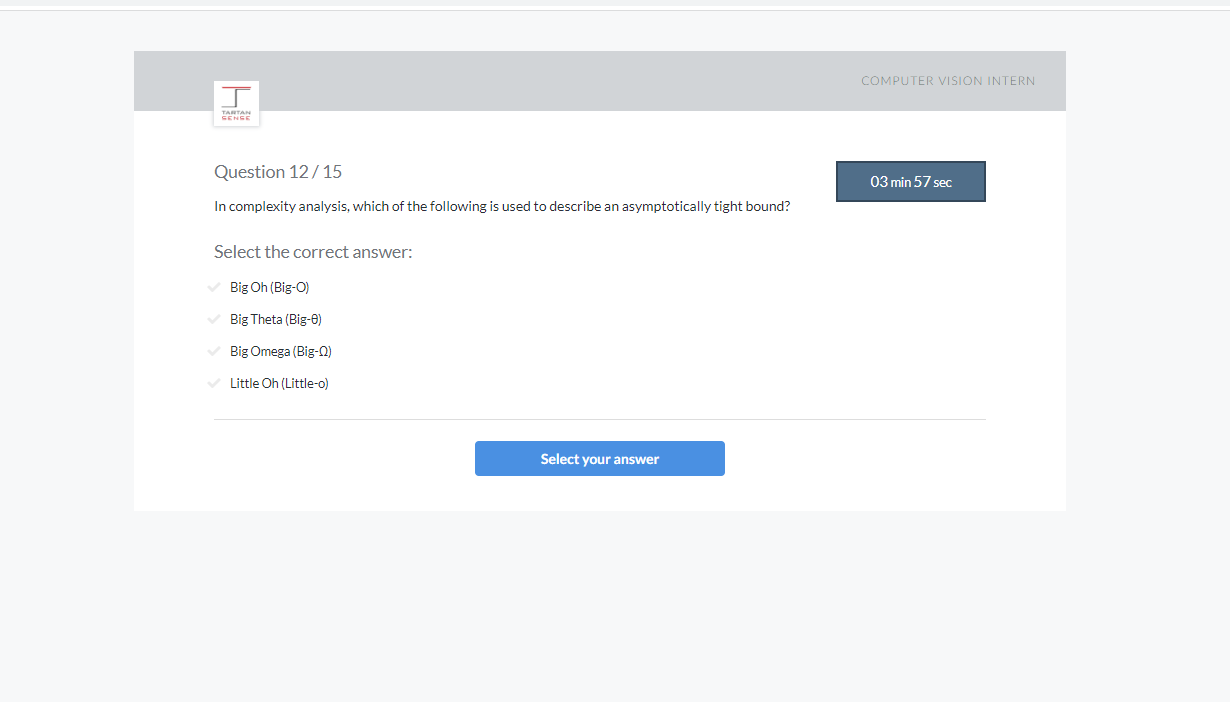 COMPUTER VISION INTERN
TARTAN
SENSE
Question 12 / 15
03 min 57 sec
In complexity analysis, which of the following is used to describe an asymptotically tight bound?
Select the correct answer:
Big Oh (Big-O)
Big Theta (Big-θ)
Big Omega (Big-Ω)
Little Oh (Little-o)
Select your answer